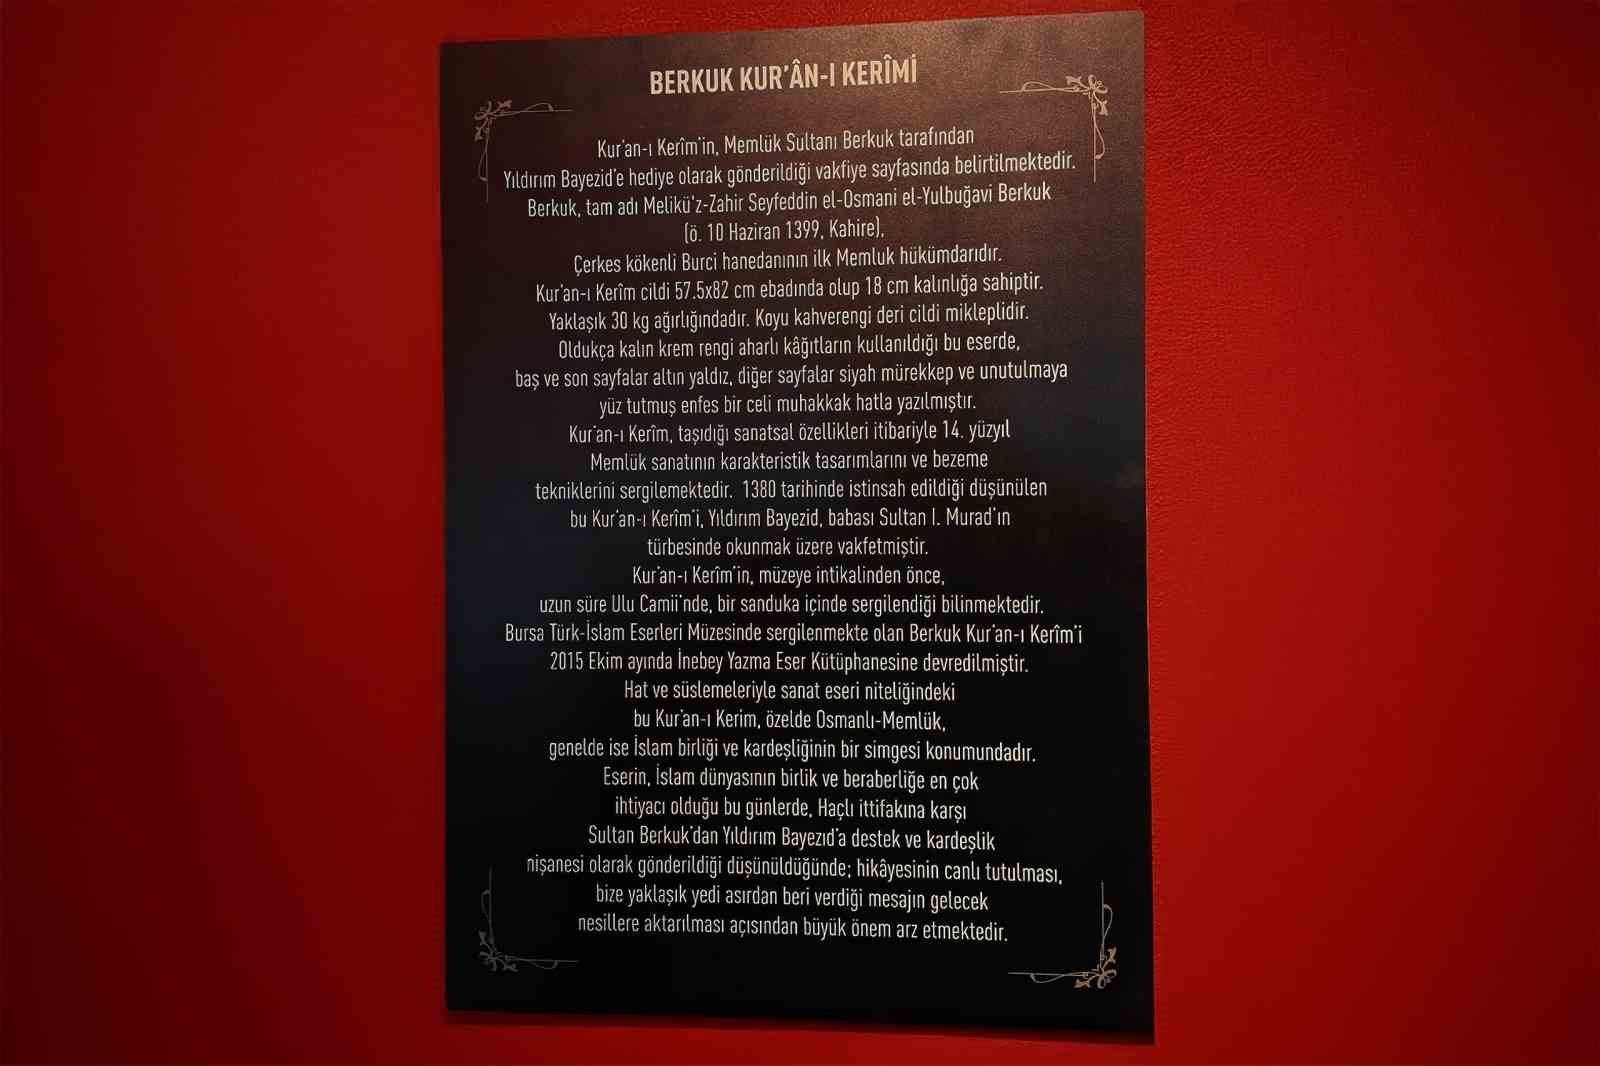 BERKUK KUR'ÂN-I KERÎMİ
Kur'an-ı Kerîm'in, Memlük Sultanı Berkuk tarafından
Yıldırım Bayezid'e hediye olarak gönderildiği vakfiye sayfasında belirtilmektedir.
Berkuk, tam adı Melikü'z-Zahir Seyfeddin el-Osmani el-Yulbuğavi Berkuk
(ö. 10 Haziran 1399, Kahire),
Çerkes kökenli Burci hanedanının ilk Memluk hükümdarıdır.
Kur'an-ı Kerîm cildi 57.5x82 cm ebadında olup 18 cm kalınlığa sahiptir.
Yaklaşık 30 kg ağırlığındadır. Koyu kahverengi deri cildi mikleplidir.
Oldukça kalın krem rengi aharlı kâğıtların kullanıldığı bu eserde,
baş ve son sayfalar altın yaldız, diğer sayfalar siyah mürekkep ve unutulmaya
yüz tutmuş enfes bir celi muhakkak hatla yazılmıştır.
Kur'an-ı Kerîm, taşıdığı sanatsal özellikleri itibariyle 14. yüzyıl
Memlük sanatının karakteristik tasarımlarını ve bezeme
tekniklerini sergilemektedir. 1380 tarihinde istinsah edildiği düşünülen
bu Kur'an-ı Kerîm'i, Yıldırım Bayezid, babası Sultan I. Murad'ın
türbesinde okunmak üzere vakfetmiştir.
Kur'an-ı Kerîm'in, müzeye intikalinden önce,
uzun süre Ulu Camii'nde, bir sanduka içinde sergilendiği bilinmektedir.
Bursa Türk-İslam Eserleri Müzesinde sergilenmekte olan Berkuk Kur'an-ı Kerîm'i
2015 Ekim ayında İnebey Yazma Eser Kütüphanesine devredilmiştir.
Hat ve süslemeleriyle sanat eseri niteliğindeki
bu Kur'an-ı Kerim, özelde Osmanlı-Memlük,
genelde ise İslam birliği ve kardeşliğinin bir simgesi konumundadır.
Eserin, İslam dünyasının birlik ve beraberliğe en çok
ihtiyacı olduğu bu günlerde, Haçlı ittifakına karşı
Sultan Berkuk'dan Yıldırım Bayezıd'a destek ve kardeşlik
nişanesi olarak gönderildiği düşünüldüğünde; hikâyesinin canlı tutulması,
bize yaklaşık yedi asırdan beri verdiği mesajın gelecek
nesillere aktarılması açısından büyük önem arz etmektedir.